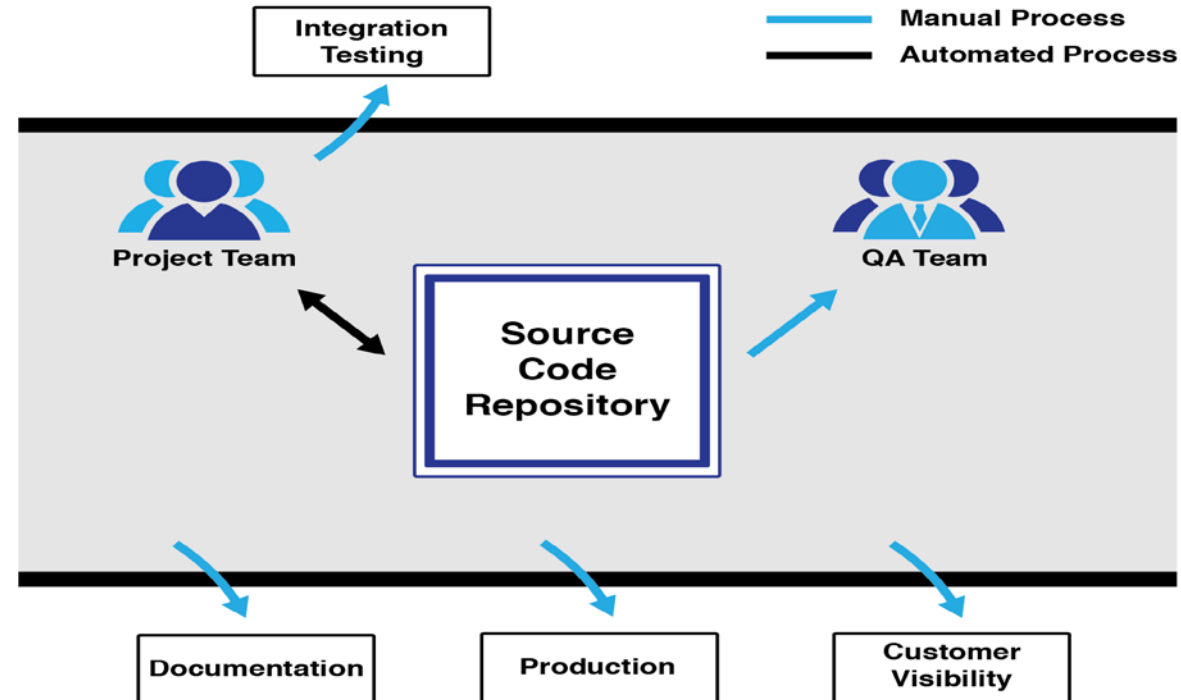 Integration
Testing
Manual Process
Automated Process
Project Team
QA Team
Source
Code
Repository
Documentation
Production
Customer
Visibility